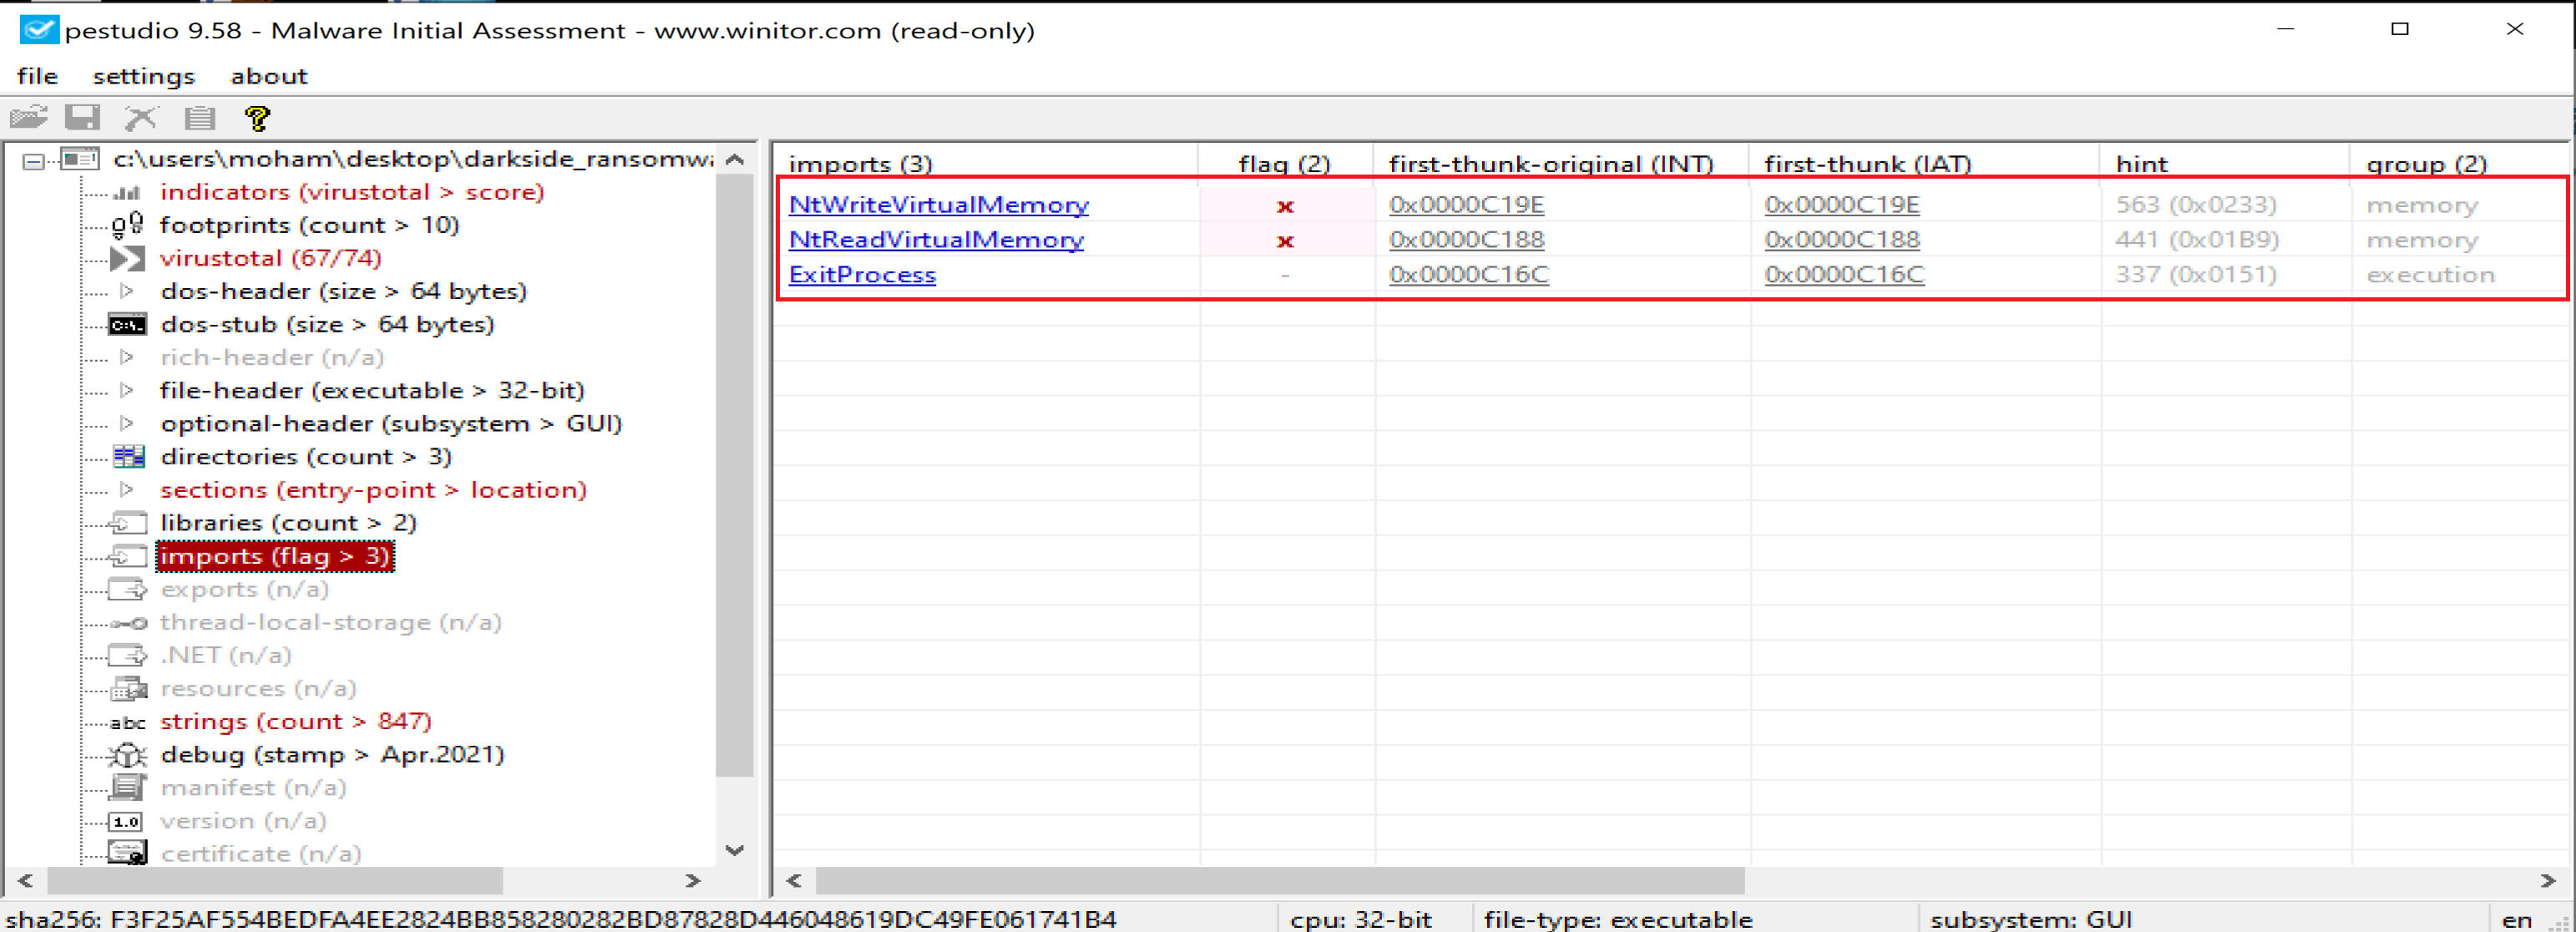 pestudio 9.58 - Malware Initial Assessment - www.winitor.com (read-only)
file settings about
c:\users\moham\desktop\darkside_ransomwa
indicators (virustotal > score)
footprints (count > 10)
virustotal (67/74)
dos-header (size > 64 bytes)
dos-stub (size > 64 bytes)
rich-header (n/a)
file-header (executable > 32-bit)
optional-header (subsystem > GUI)
directories (count > 3)
sections (entry-point > location)
libraries (count > 2)
imports (flag > 3)
exports (n/a)
thread-local-storage (n/a)
.NET (n/a)
resources (n/a)
abc strings (count > 847)
debug (stamp > Apr.2021)
manifest (n/a)
1.0 version (n/a)
certificate (n/a)
imports (3) flag (2) first-thunk-original (INT) first-thunk (IAT) hint group (2)
NtWriteVirtualMemory x 0x0000C19E 0x0000C19E 563 (0x0233) memory
NtReadVirtualMemory x 0x0000C188 0x0000C188 441 (0x01B9) memory
ExitProcess - 0x0000C16C 0x0000C16C 337 (0x0151) execution
sha256: F3F25AF554BEDFA4EE2824BB858280282BD87828D446048619DC49FE061741B4 cpu: 32-bit file-type: executable subsystem: GUI en